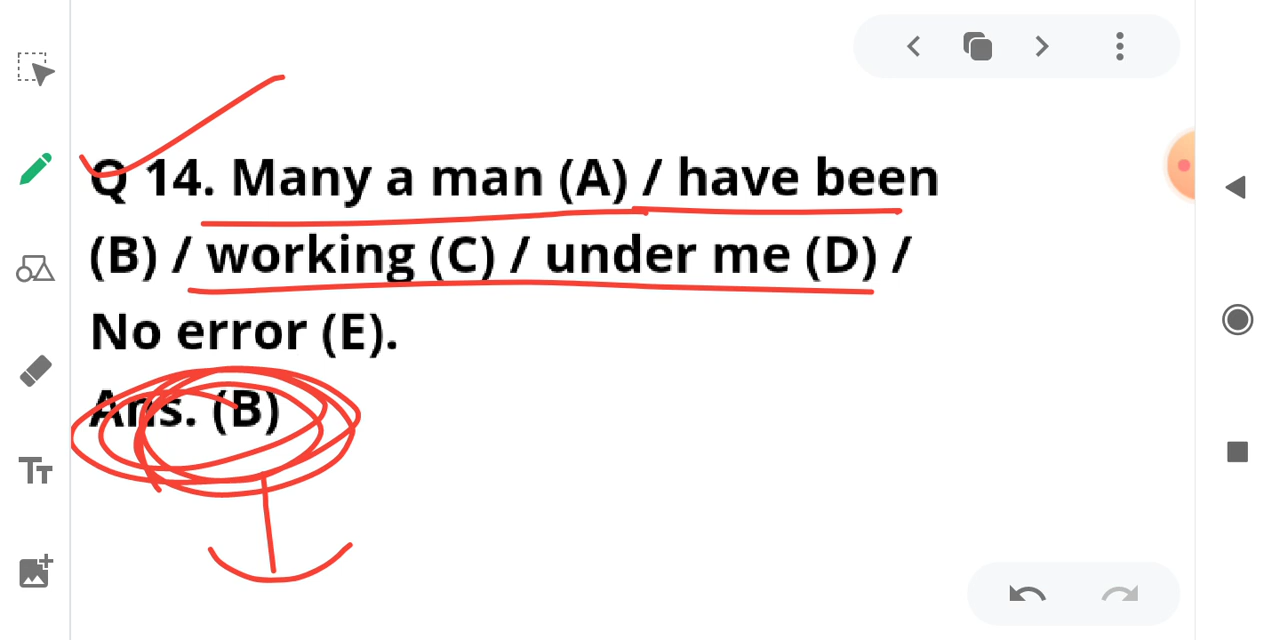 Q 14. Many a man (A) / have been
(B) / working (C) / under me (D) /
No error (E).
Ans. (B)